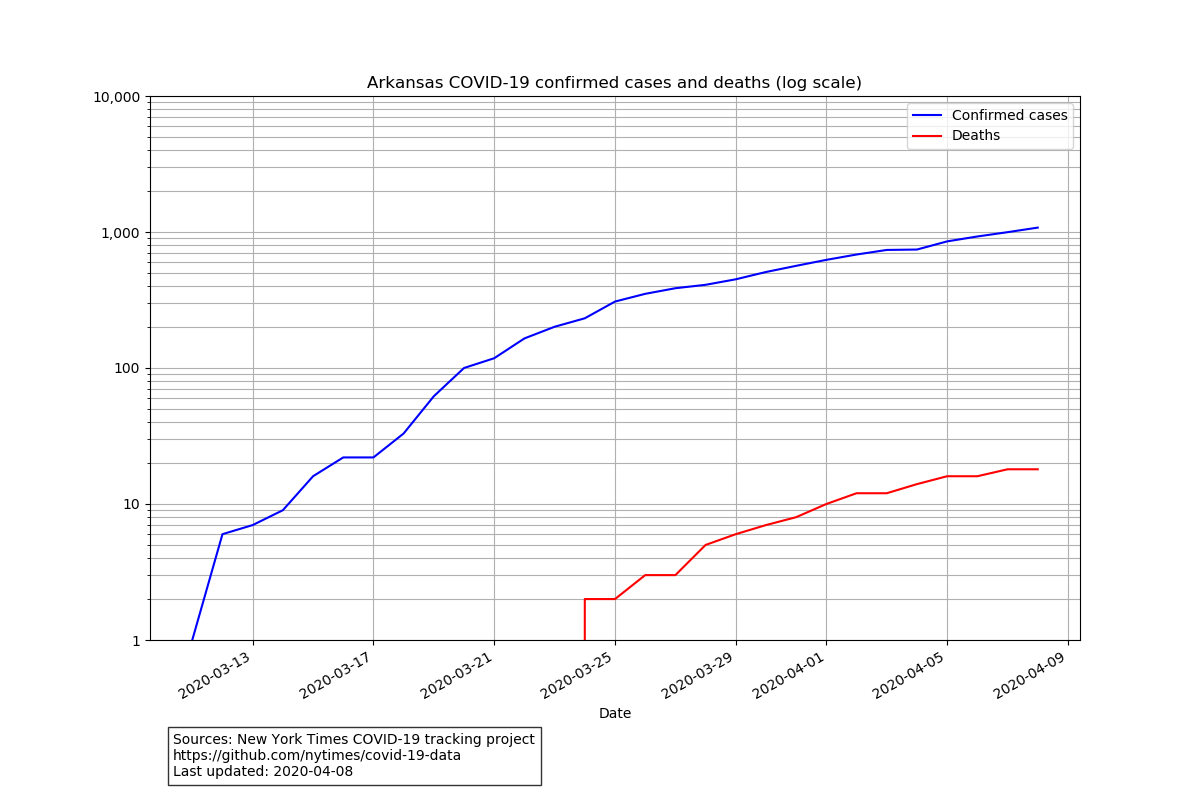 Arkansas COVID-19 confirmed cases and deaths (log scale)
10,000
1,000
100
10
1
Confirmed cases
Deaths
2020-03-13
2020-03-17
2020-03-21
2020-03-25
2020-03-29
2020-04-01
2020-04-05
2020-04-09
Date
Sources: New York Times COVID-19 tracking project
https://github.com/nytimes/covid-19-data
Last updated: 2020-04-08